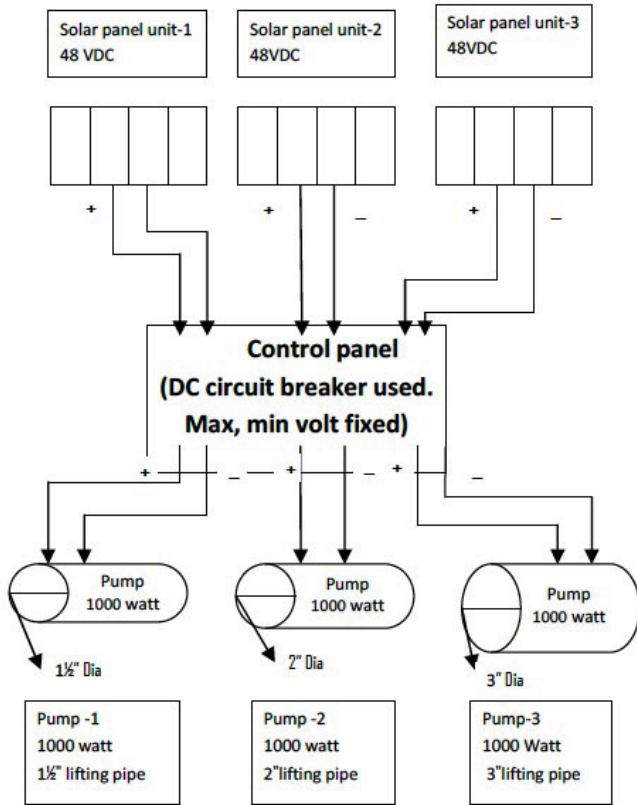 Solar panel unit-1
48 VDC
Solar panel unit-2
48VDC
Solar panel unit-3
48VDC
+
+ _
+ _
Control panel
(DC circuit breaker used.
Max, min volt fixed)
+ _ + _ + _
Pump
1000 watt
Pump
1000 watt
Pump
1000 watt
1½" Dia
2" Dia
3" Dia
Pump -1
1000 watt
1½" lifting pipe
Pump -2
1000 watt
2"lifting pipe
Pump-3
1000 Watt
3"lifting pipe